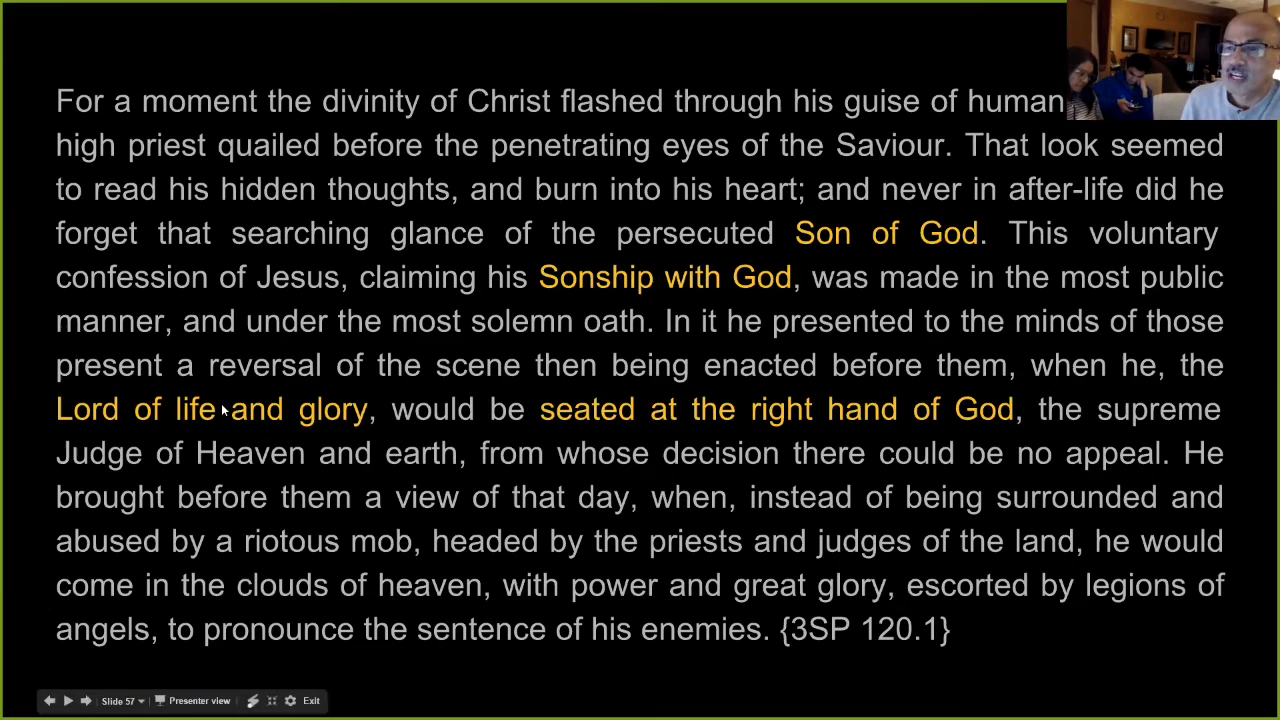 For a moment the divinity of Christ flashed through his guise of human
high priest quailed before the penetrating eyes of the Saviour. That look seemed
to read his hidden thoughts, and burn into his heart; and never in after-life did he
forget that searching glance of the persecuted Son of God. This voluntary
confession of Jesus, claiming his Sonship with God, was made in the most public
manner, and under the most solemn oath. In it he presented to the minds of those
present a reversal of the scene then being enacted before them, when he, the
Lord of life and glory, would be seated at the right hand of God, the supreme
Judge of Heaven and earth, from whose decision there could be no appeal. He
brought before them a view of that day, when, instead of being surrounded and
abused by a riotous mob, headed by the priests and judges of the land, he would
come in the clouds of heaven, with power and great glory, escorted by legions of
angels, to pronounce the sentence of his enemies. {3SP 120.1}
Slide 57 Presenter view Exit